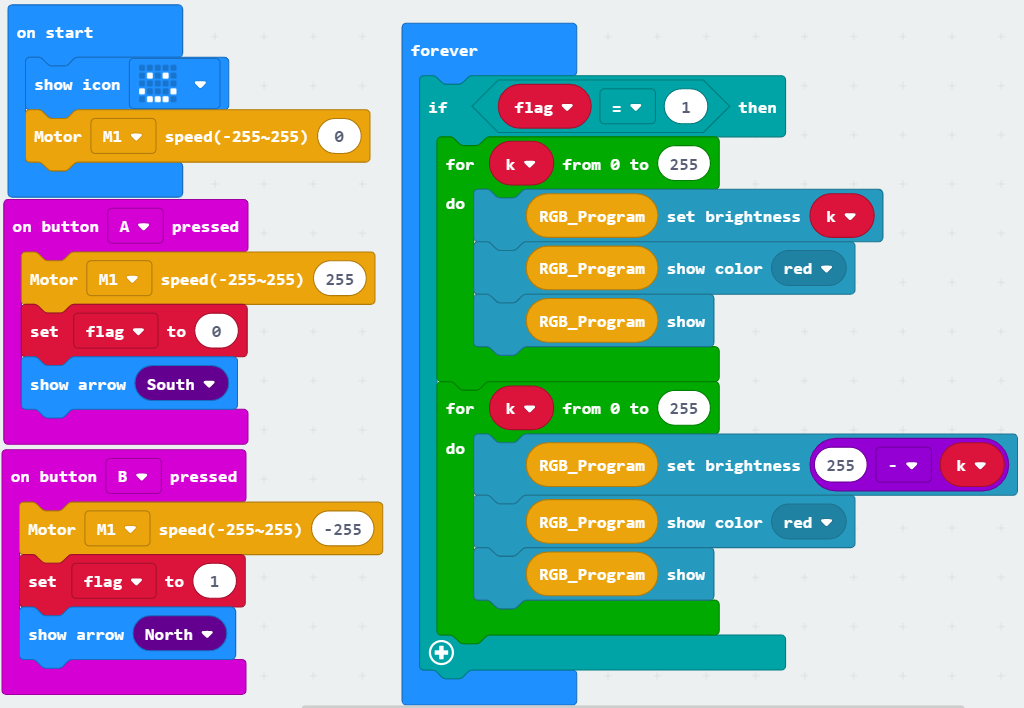 on start
show icon
Motor M1 speed(-255~255) 0
on button A pressed
Motor M1 speed(-255~255) 255
set flag to 0
show arrow South
on button B pressed
Motor M1 speed(-255~255) -255
set flag to 1
show arrow North
forever
if flag = 1 then
for k from 0 to 255
do
RGB_Program set brightness k
RGB_Program show color red
RGB_Program show
for k from 0 to 255
do
RGB_Program set brightness 255 - k
RGB_Program show color red
RGB_Program show